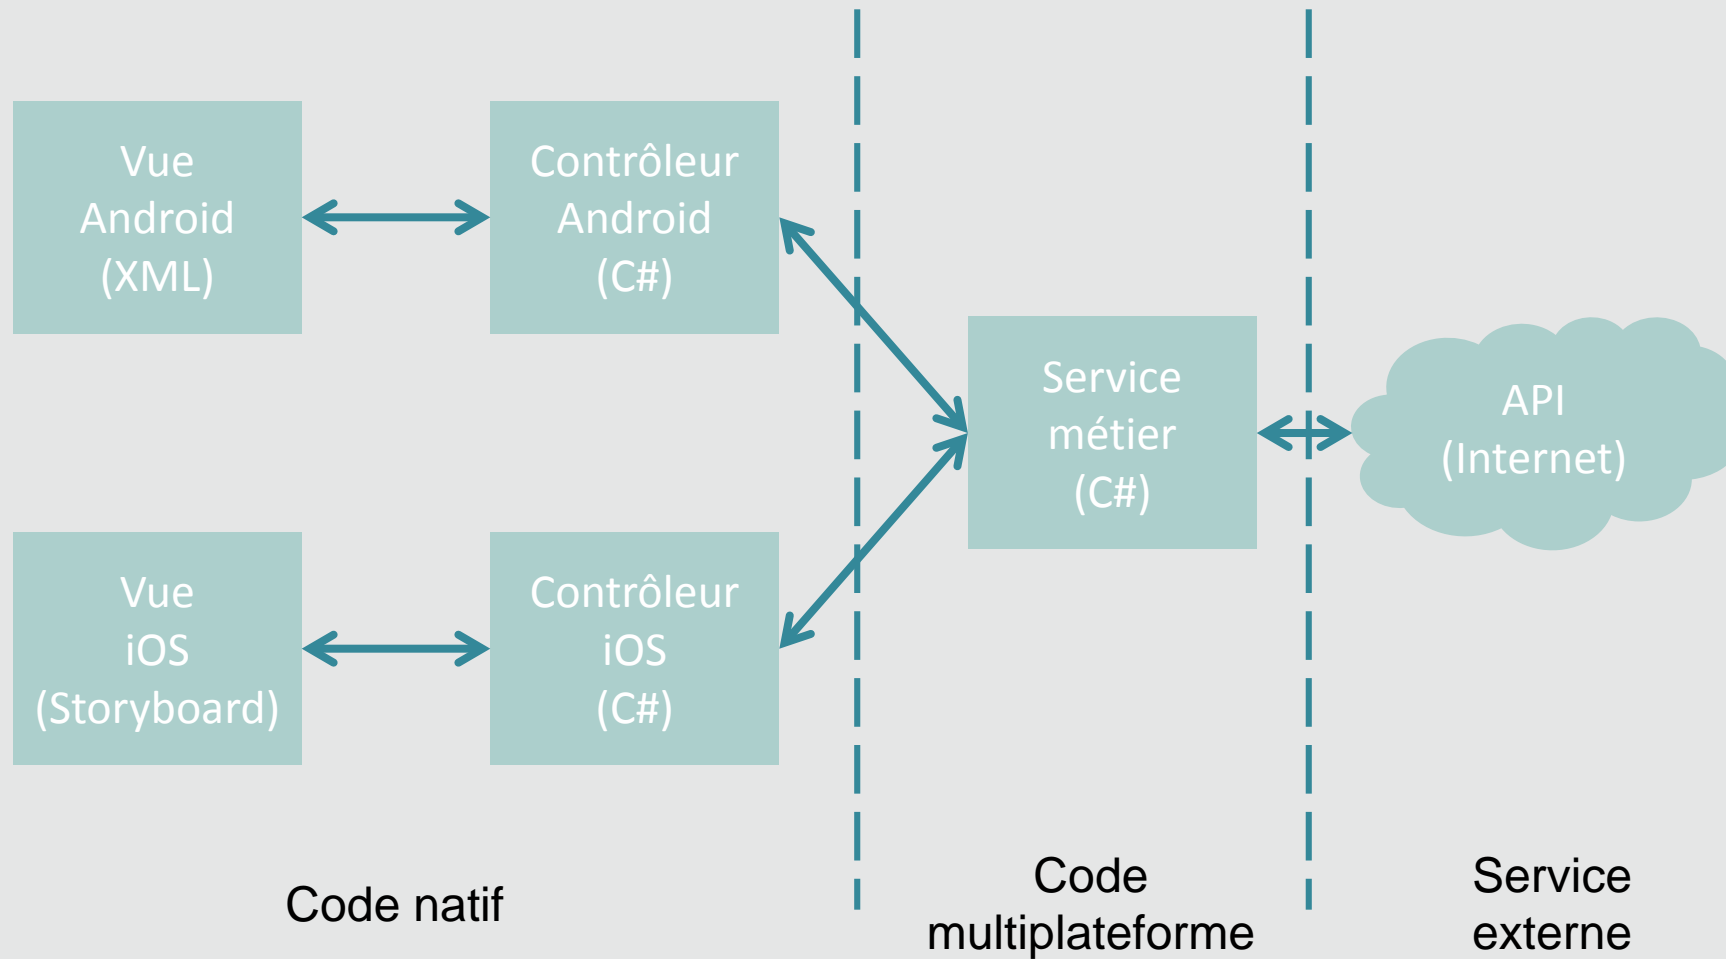 Vue
Android
(XML)
Contrôleur
Android
(C#)
Service
métier
(C#)
API
(Internet)
Vue
iOS
(Storyboard)
Contrôleur
iOS
(C#)
Code natif
Code
multiplateforme
Service
externe